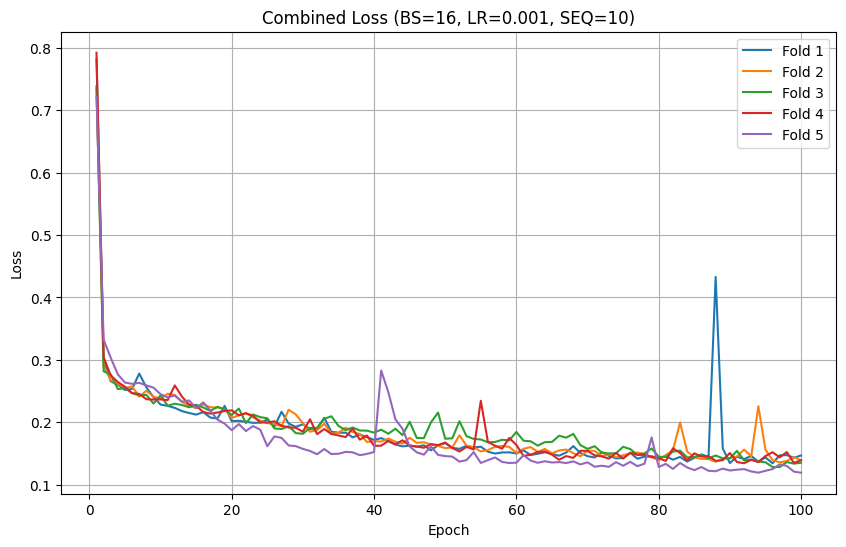 Combined Loss (BS=16, LR=0.001, SEQ=10)
Fold 1
Fold 2
Fold 3
Fold 4
Fold 5
0.8
0.7
0.6
0.5
0.4
0.3
0.2
0.1
Loss
0 20 40 60 80 100
Epoch